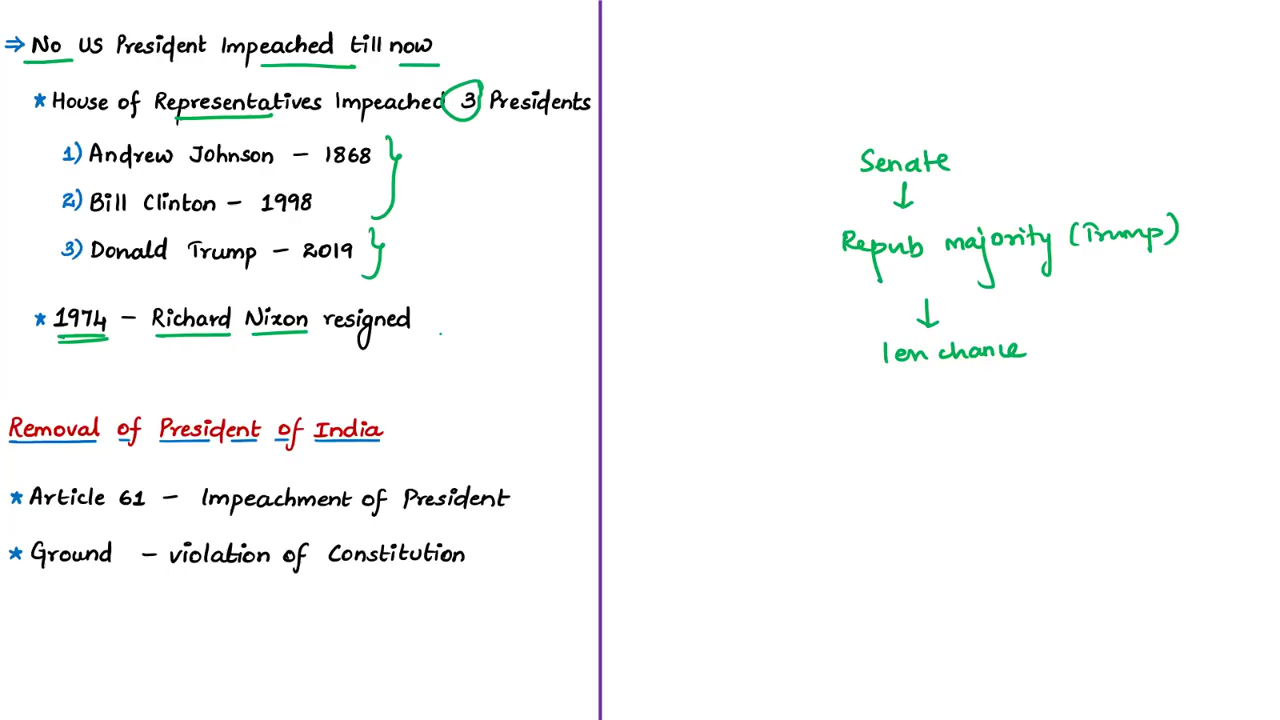 ⇒ No US President Impeached till now
* House of Representatives Impeached 3 Presidents
1) Andrew Johnson – 1868
2) Bill Clinton – 1998
3) Donald Trump – 2019
* 1974 – Richard Nixon resigned
Removal of President of India
* Article 61 – Impeachment of President
* Ground – violation of Constitution
Senate
↓
Repub majority (Trump)
↓
len chance